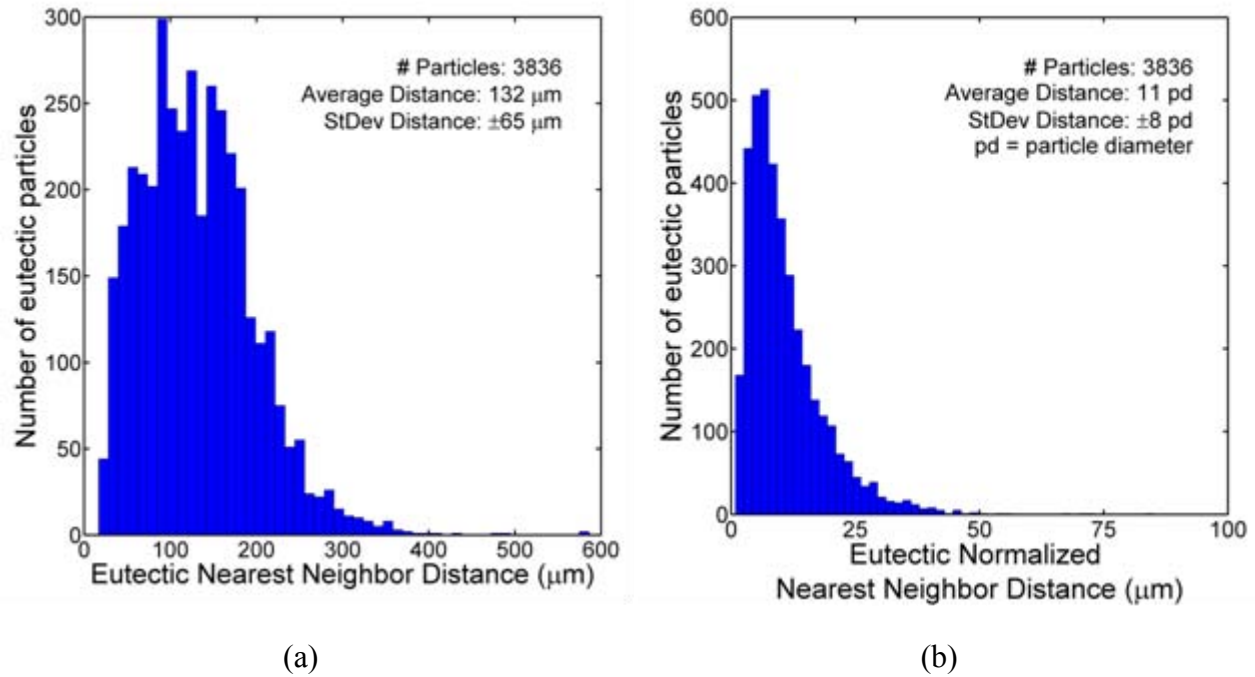 300
250
200
150
100
50
0
Number of eutectic particles
# Particles: 3836
Average Distance: 132 μm
StDev Distance: ±65 μm
0 100 200 300 400 500 600
Eutectic Nearest Neighbor Distance (μm)
(a)
600
500
400
300
200
100
0
Number of eutectic particles
# Particles: 3836
Average Distance: 11 pd
StDev Distance: ±8 pd
pd = particle diameter
0 25 50 75 100
Eutectic Normalized
Nearest Neighbor Distance (μm)
(b)